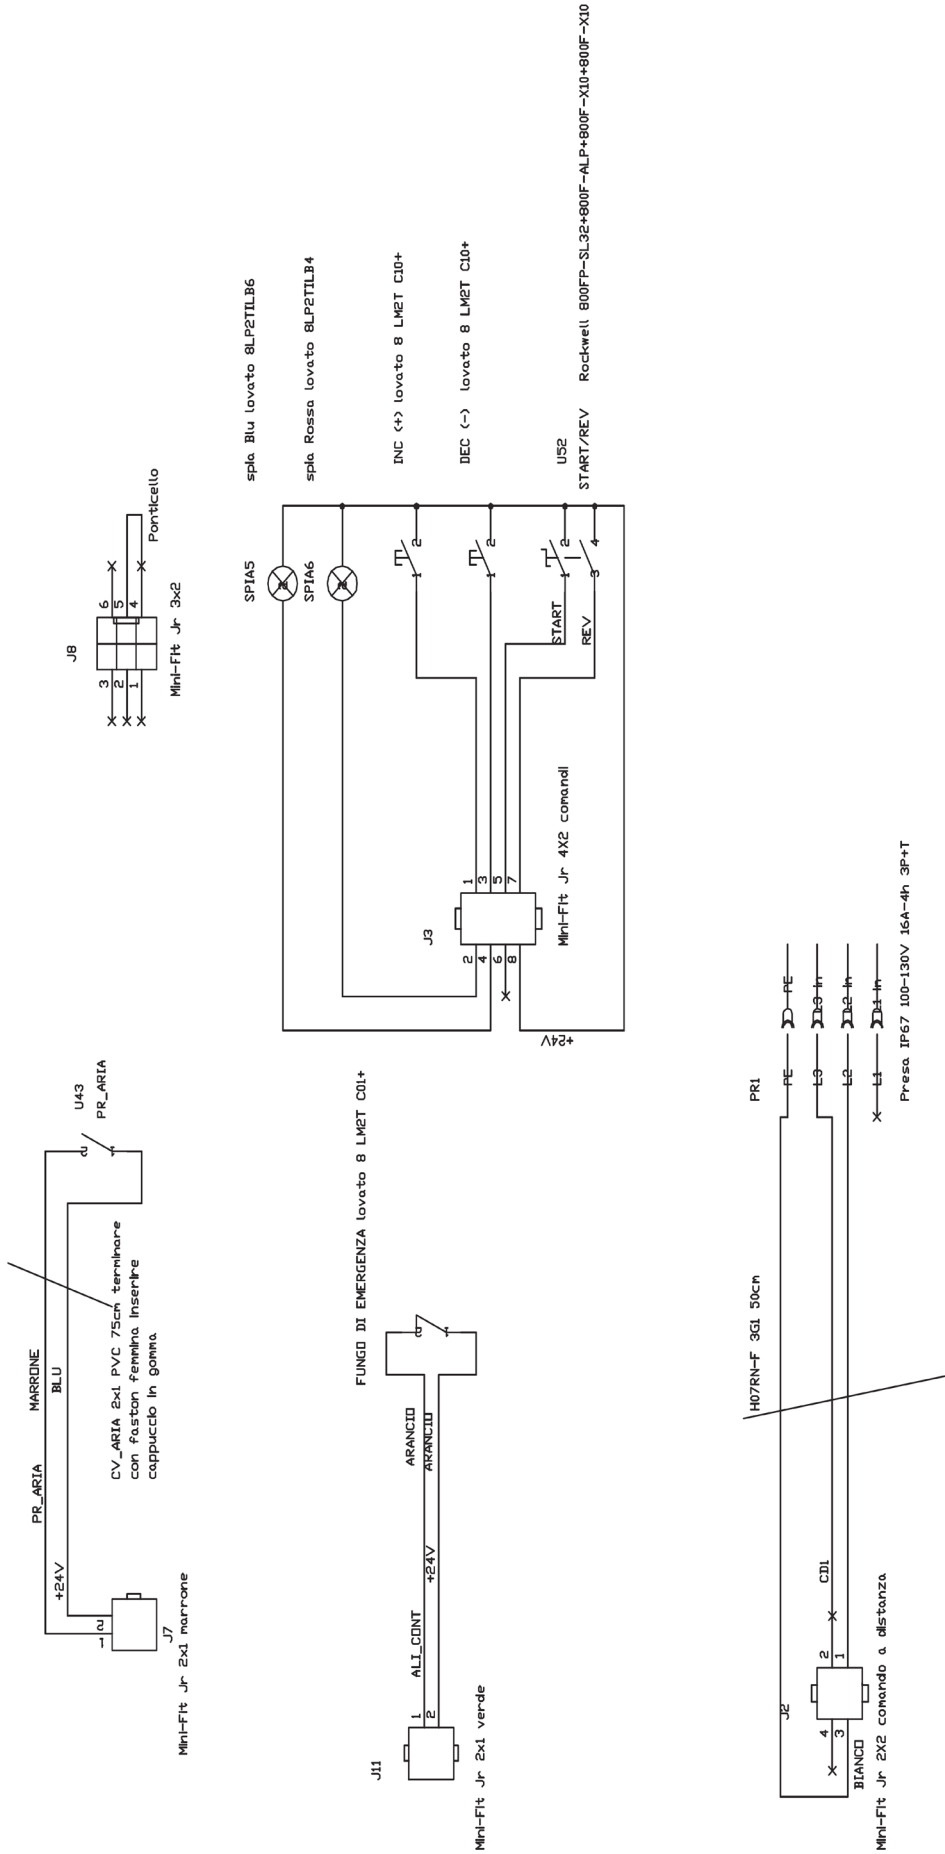 J8
3
2
1
6
5
4
Ponticello
Mini-Fit Jr 3x2
SPIA5
spia Blu lovato 8LP2TILB6
SPIA6
spia Rossa lovato 8LP2TILB4
INC (+) lovato 8 LM2T C10+
1
2
DEC (-) lovato 8 LM2T C10+
1
2
U52
START/REV
Rockwell 800FP-SL32+800F-ALP+800F-X10+800F-X10
START
1
2
REV
3
4
J3
2
4
6
8
1
3
5
7
+24V
Mini-Fit Jr 4X2 comandi
U43
PR_ARIA
2
1
PR_ARIA
MARRONE
+24V
BLU
CV_ARIA 2x1 PVC 75cm terminare
con faston femmina inserire
cappuccio in gomma
1
2
J7
Mini-Fit Jr 2x1 marrone
FUNGO DI EMERGENZA lovato 8 LM2T C01+
2
1
ARANCIO
ARANCIO
ALI_CONT
+24V
J11
1
2
Mini-Fit Jr 2x1 verde
PR1
PE
PE
L3
L3 in
L2
L2 in
L1
L1 in
Presa IP67 100-130V 16A-4h 3P+T
H07RN-F 3G1 50cm
CD1
J2
4
3
2
1
BIANCO
Mini-Fit Jr 2X2 comando a distanza